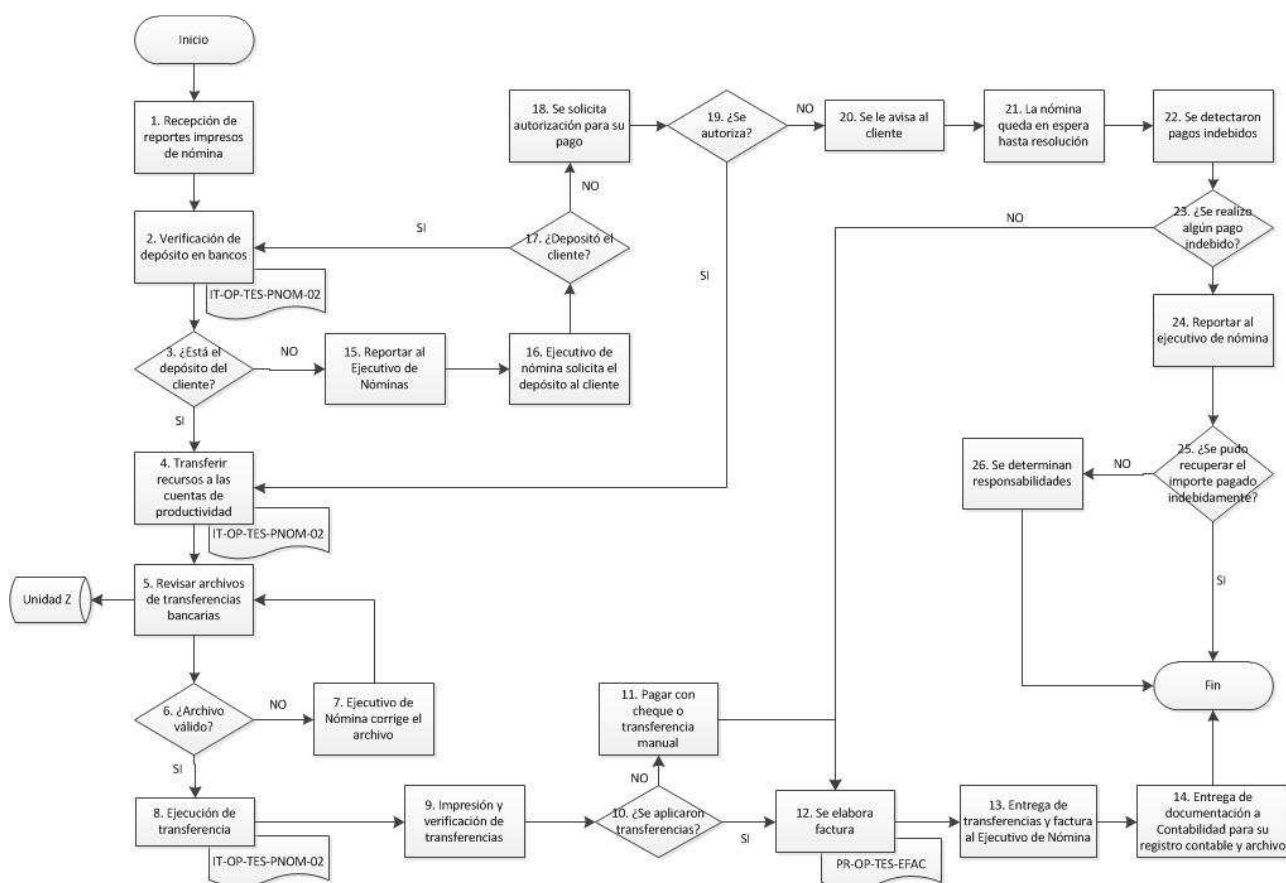 Inicio
1. Recepción de
reportes impresos
de nómina
2. Verificación de
depósito en bancos
IT-OP-TES-PNOM-02
3. ¿Está el
depósito del
cliente?
NO
SI
4. Transferir
recursos a las
cuentas de
productividad
IT-OP-TES-PNOM-02
5. Revisar archivos
de transferencias
bancarias
Unidad Z
6. ¿Archivo
válido?
NO
7. Ejecutivo de
Nómina corrige el
archivo
SI
8. Ejecución de
transferencia
IT-OP-TES-PNOM-02
9. Impresión y
verificación de
transferencias
10. ¿Se aplicaron
transferencias?
NO
11. Pagar con
cheque o
transferencia
manual
SI
12. Se elabora
factura
PR-OP-TES-EFAC
13. Entrega de
transferencias y factura
al Ejecutivo de Nómina
14. Entrega de
documentación a
Contabilidad para su
registro contable y archivo
15. Reportar al
Ejecutivo de
Nóminas
16. Ejecutivo de
nómina solicita el
depósito al cliente
17. ¿Depositó el
cliente?
SI
NO
18. Se solicita
autorización para su
pago
19. ¿Se
autoriza?
SI
NO
20. Se le avisa al
cliente
21. La nómina
queda en espera
hasta resolución
22. Se detectaron
pagos indebidos
23. ¿Se realizo
algún pago
indebido?
NO
24. Reportar al
ejecutivo de nómina
25. ¿Se pudo
recuperar el
importe pagado
indebidamente?
NO
26. Se determinan
responsabilidades
SI
Fin